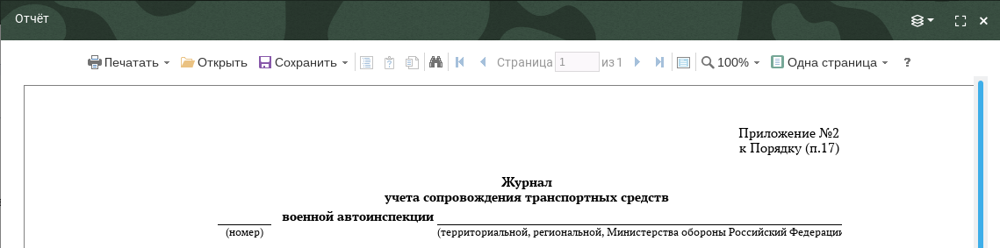 Отчёт
Печатать Открыть Сохранить Страница 1 из 1 100% Одна страница ?
Приложение №2
к Порядку (п.17)
Журнал
учета сопровождения транспортных средств
военной автоинспекции
(номер) (территориальной, региональной, Министерства обороны Российский Федерации